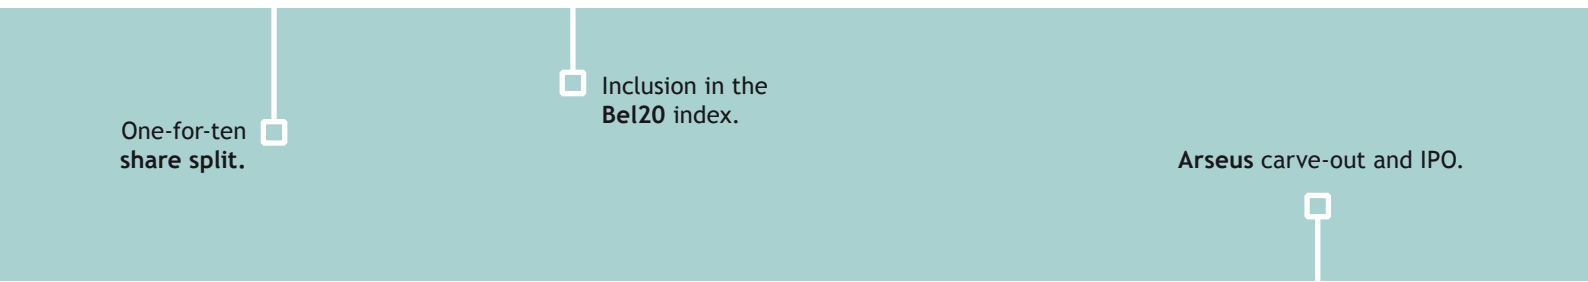 One-for-ten
share split.
Inclusion in the
Bel20 index.
Arseus carve-out and IPO.